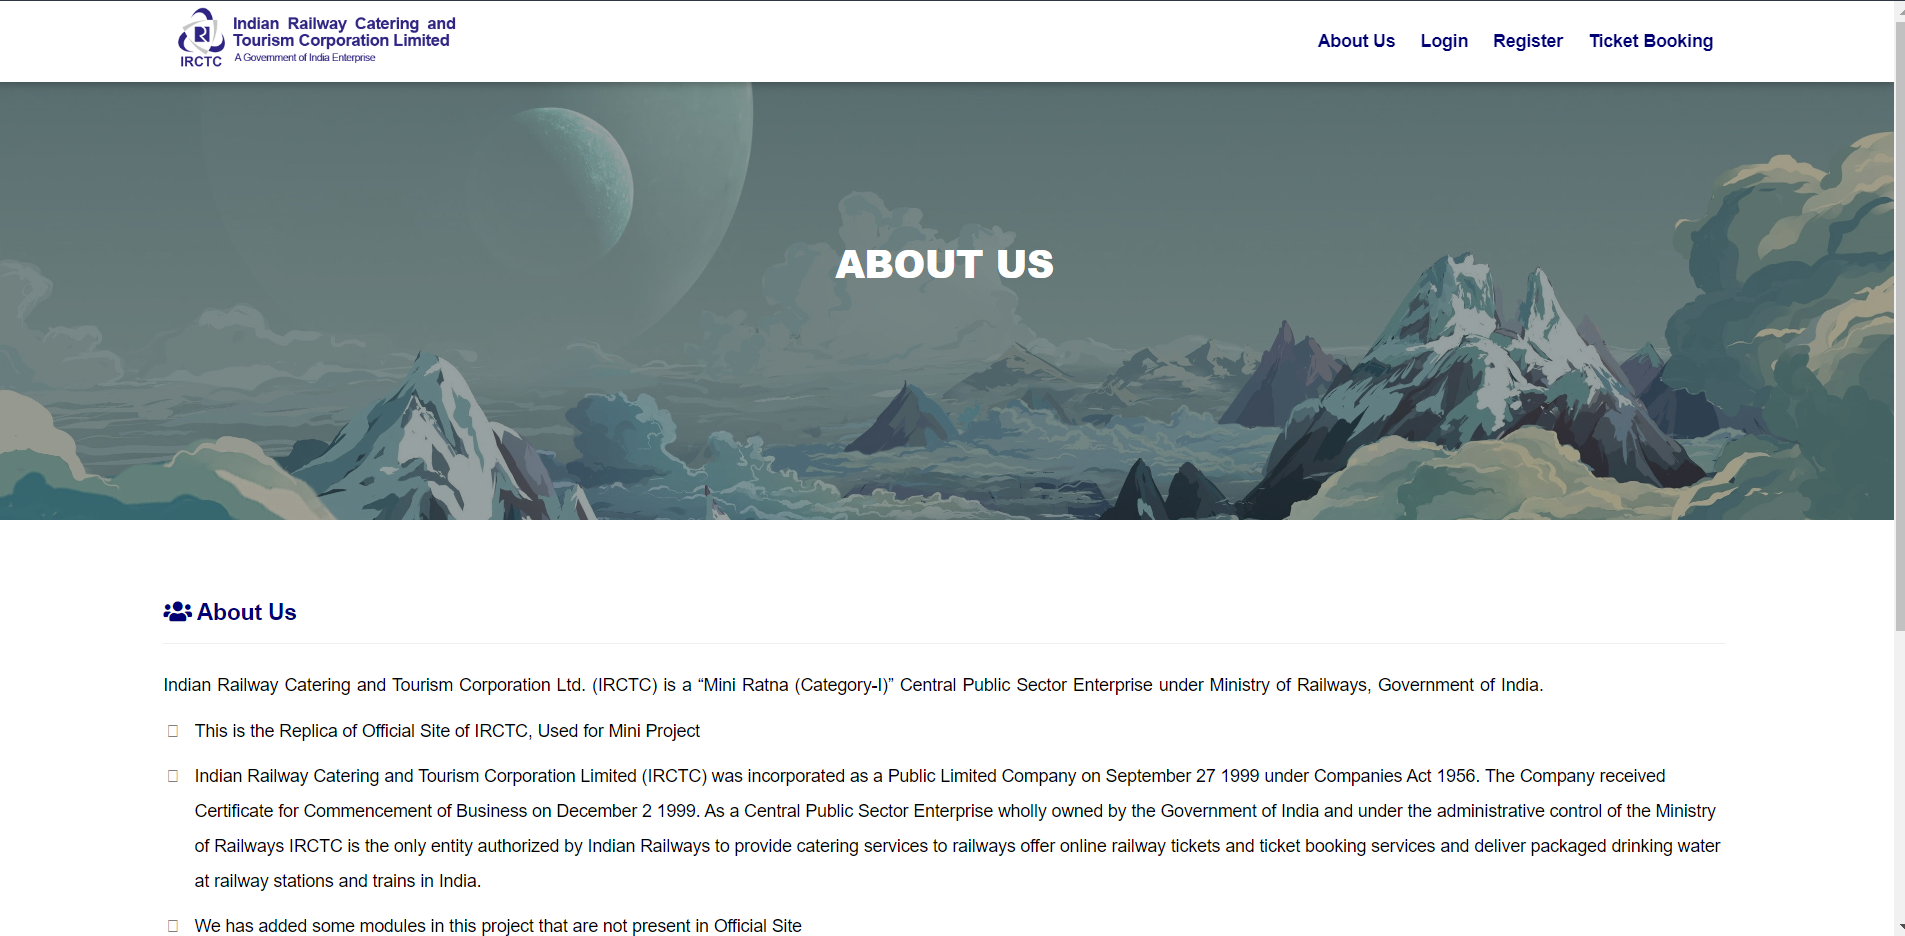 Indian Railway Catering and
Tourism Corporation Limited
A Government of India Enterprise
IRCTC
About Us
Login
Register
Ticket Booking
ABOUT US
About Us
Indian Railway Catering and Tourism Corporation Ltd. (IRCTC) is a “Mini Ratna (Category-I)” Central Public Sector Enterprise under Ministry of Railways, Government of India.
This is the Replica of Official Site of IRCTC, Used for Mini Project
Indian Railway Catering and Tourism Corporation Limited (IRCTC) was incorporated as a Public Limited Company on September 27 1999 under Companies Act 1956. The Company received
Certificate for Commencement of Business on December 2 1999. As a Central Public Sector Enterprise wholly owned by the Government of India and under the administrative control of the Ministry
of Railways IRCTC is the only entity authorized by Indian Railways to provide catering services to railways offer online railway tickets and ticket booking services and deliver packaged drinking water
at railway stations and trains in India.
We has added some modules in this project that are not present in Official Site